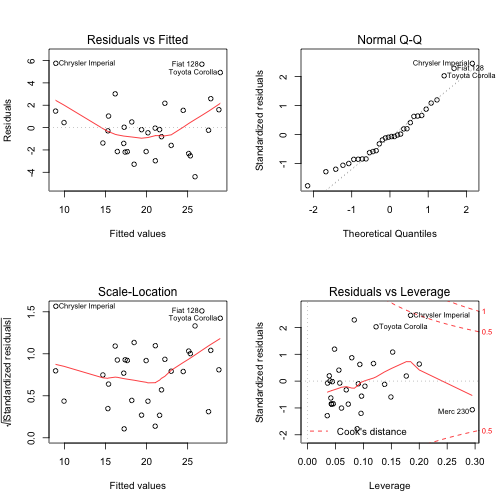 Residuals vs Fitted
Residuals
6
4
2
0
-2
-4
Chrysler Imperial
Fiat 128
Toyota Corolla
10
15
20
25
Fitted values
Normal Q-Q
Standardized residuals
2
1
0
-1
Chrysler Imperial
Fiat 128
Toyota Corolla
-2
-1
0
1
2
Theoretical Quantiles
Scale-Location
√|Standardized residuals|
1.5
1.0
0.5
0.0
Chrysler Imperial
Fiat 128
Toyota Corolla
10
15
20
25
Fitted values
Residuals vs Leverage
Standardized residuals
2
1
0
-1
-2
Chrysler Imperial
Toyota Corolla
Merc 230
Cook's distance
1
0.5
0.5
0.00
0.05
0.10
0.15
0.20
0.25
0.30
Leverage